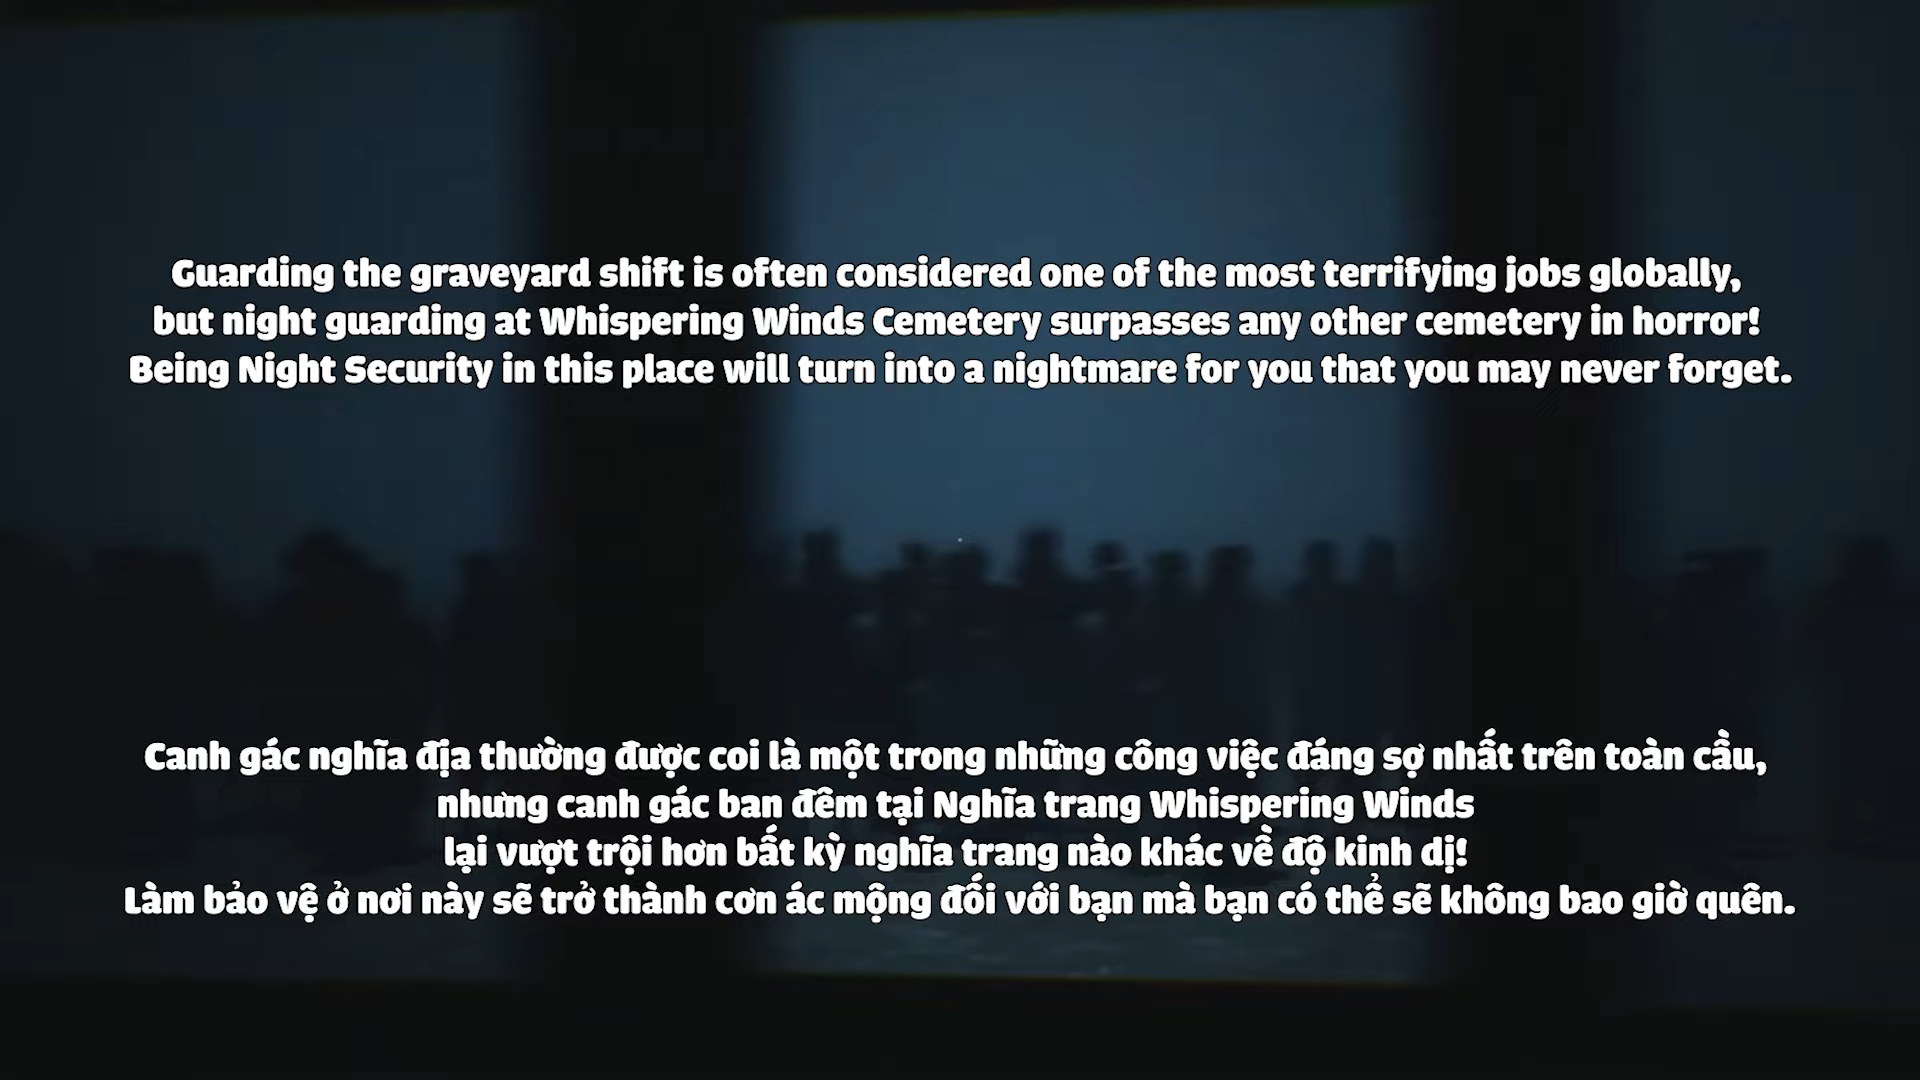 Guarding the graveyard shift is often considered one of the most terrifying jobs globally,
but night guarding at Whispering Winds Cemetery surpasses any other cemetery in horror!
Being Night Security in this place will turn into a nightmare for you that you may never forget.
Canh gác nghĩa địa thường được coi là một trong những công việc đáng sợ nhất trên toàn cầu,
nhưng canh gác ban đêm tại Nghĩa trang Whispering Winds
lại vượt trội hơn bất kỳ nghĩa trang nào khác về độ kinh dị!
Làm bảo vệ ở nơi này sẽ trở thành cơn ác mộng đối với bạn mà bạn có thể sẽ không bao giờ quên.